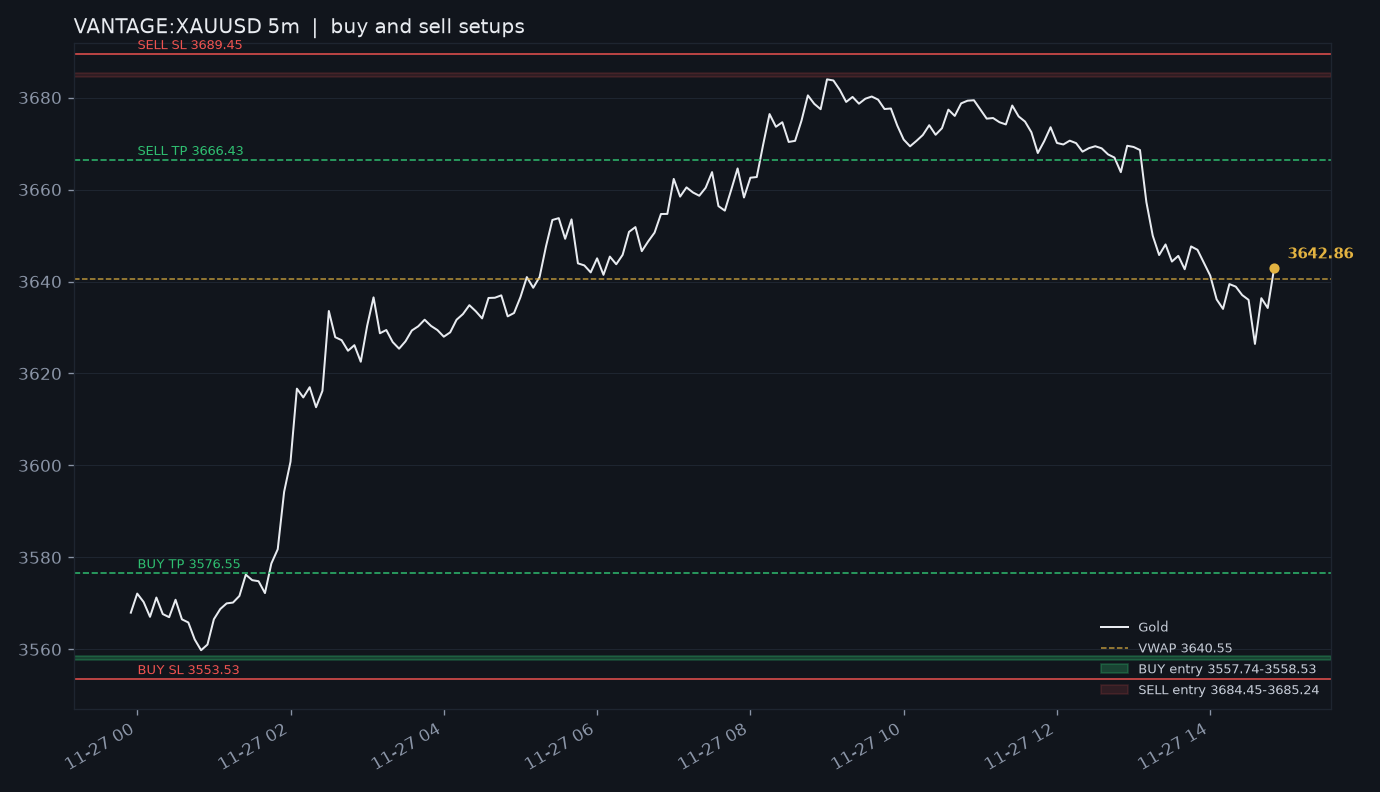 VANTAGE:XAUUSD 5m | buy and sell setups
SELL SL 3689.45
3680
SELL TP 3666.43
3660
3642.86
3640
3620
3600
3580
BUY TP 3576.55
3560
BUY SL 3553.53
Gold
VWAP 3640.55
BUY entry 3557.74-3558.53
SELL entry 3684.45-3685.24
11-27 00
11-27 02
11-27 04
11-27 06
11-27 08
11-27 10
11-27 12
11-27 14